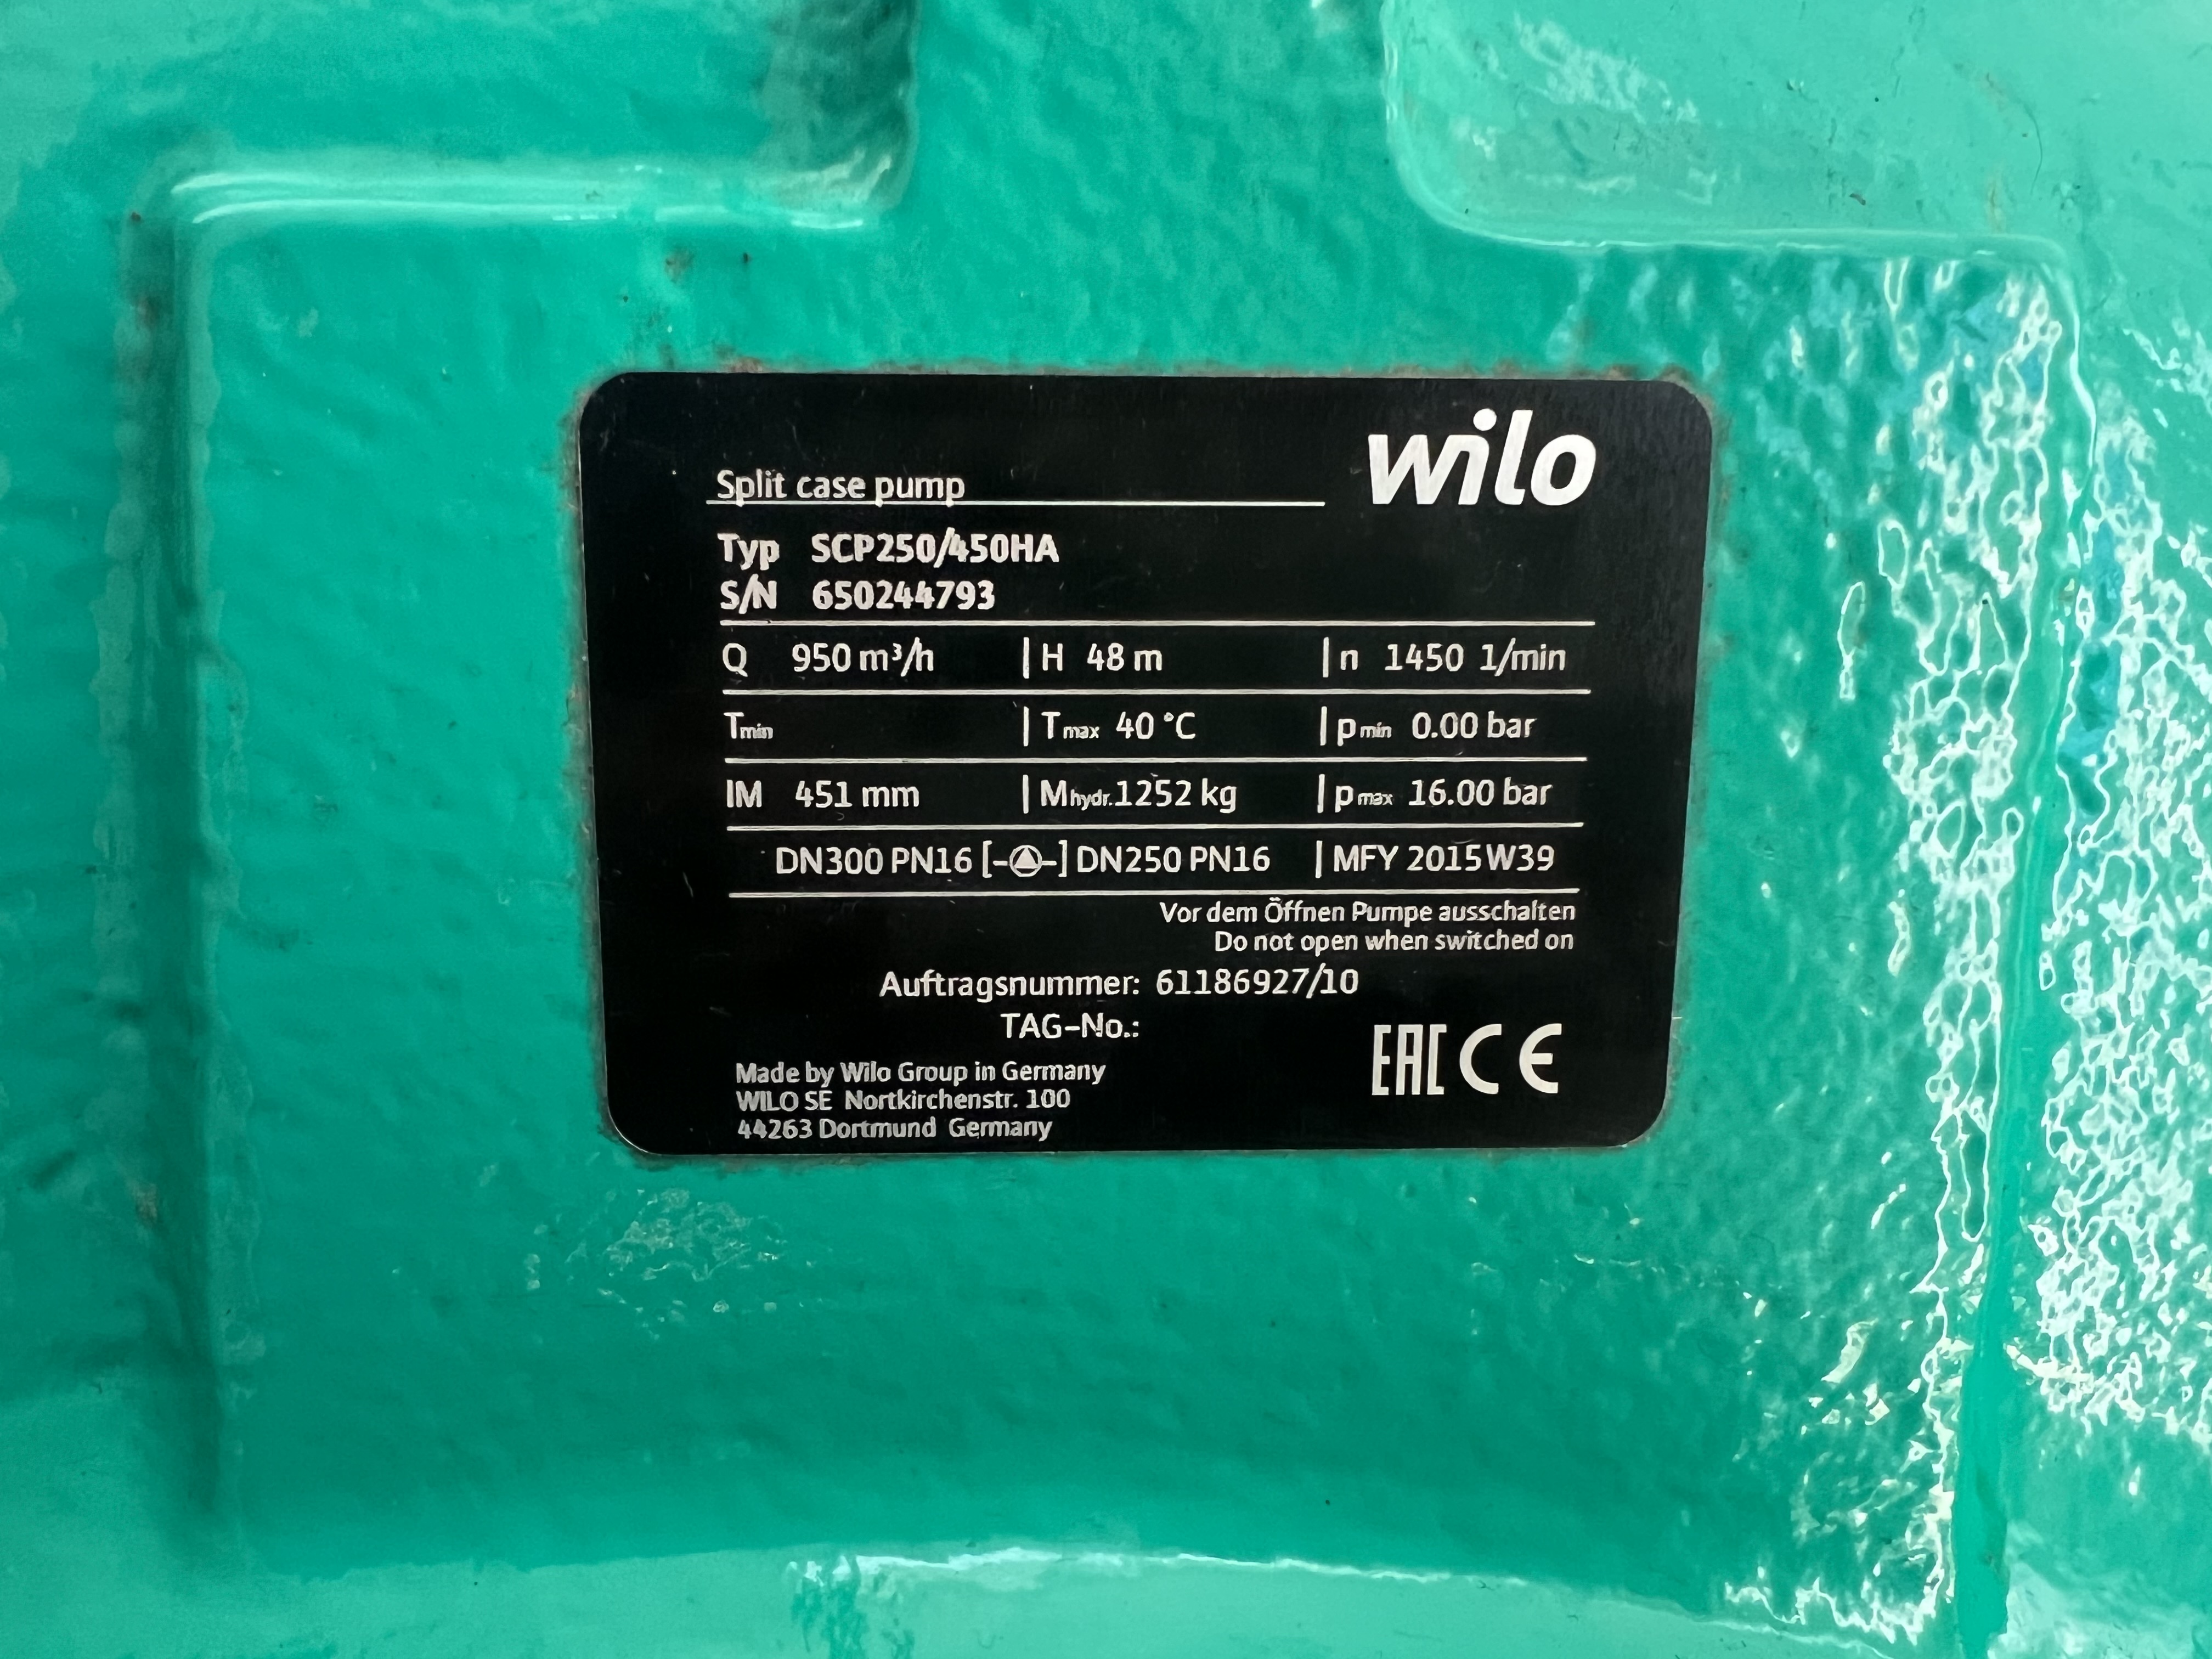 wilo
Split case pump
Typ SCP250/450HA
S/N 650244793
Q 950 m³/h | H 48 m | n 1450 1/min
Tmin | Tmax 40 °C | pmin 0.00 bar
IM 451 mm | Mhydr. 1252 kg | pmax 16.00 bar
DN300 PN16 [- -] DN250 PN16 | MFY 2015W39
Vor dem Öffnen Pumpe ausschalten
Do not open when switched on
Auftragsnummer: 61186927/10
TAG-No.:
EAC CE
Made by Wilo Group in Germany
WILO SE Nortkirchenstr. 100
44263 Dortmund Germany